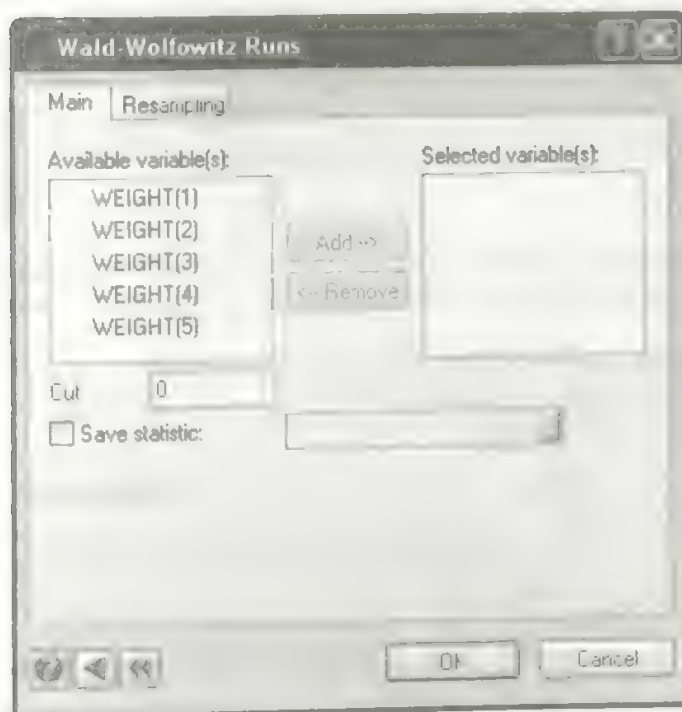 Wald-Wolfowitz Runs
Main
Resampling
Available variable(s):
Selected variable(s):
WEIGHT(1)
WEIGHT(2)
WEIGHT(3)
WEIGHT(4)
WEIGHT(5)
Add -->
<-- Remove
Cut
0
Save statistic:
OK
Cancel